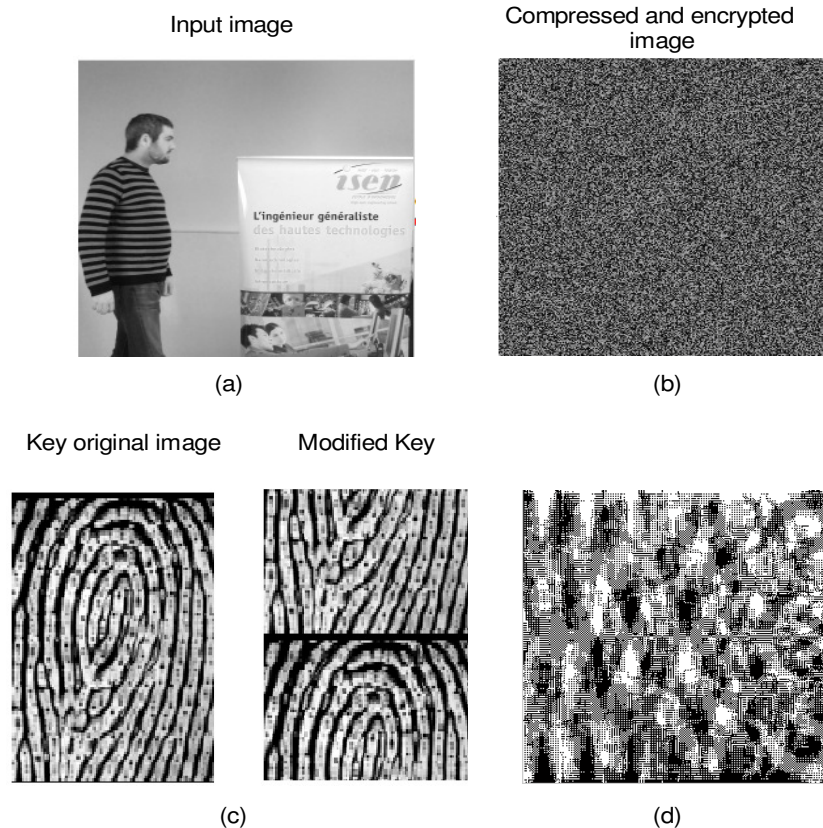 Input image
Compressed and encrypted
image
isep
L'ingénieur généraliste
des hautes technologies
(a)
(b)
Key original image
Modified Key
(c)
(d)